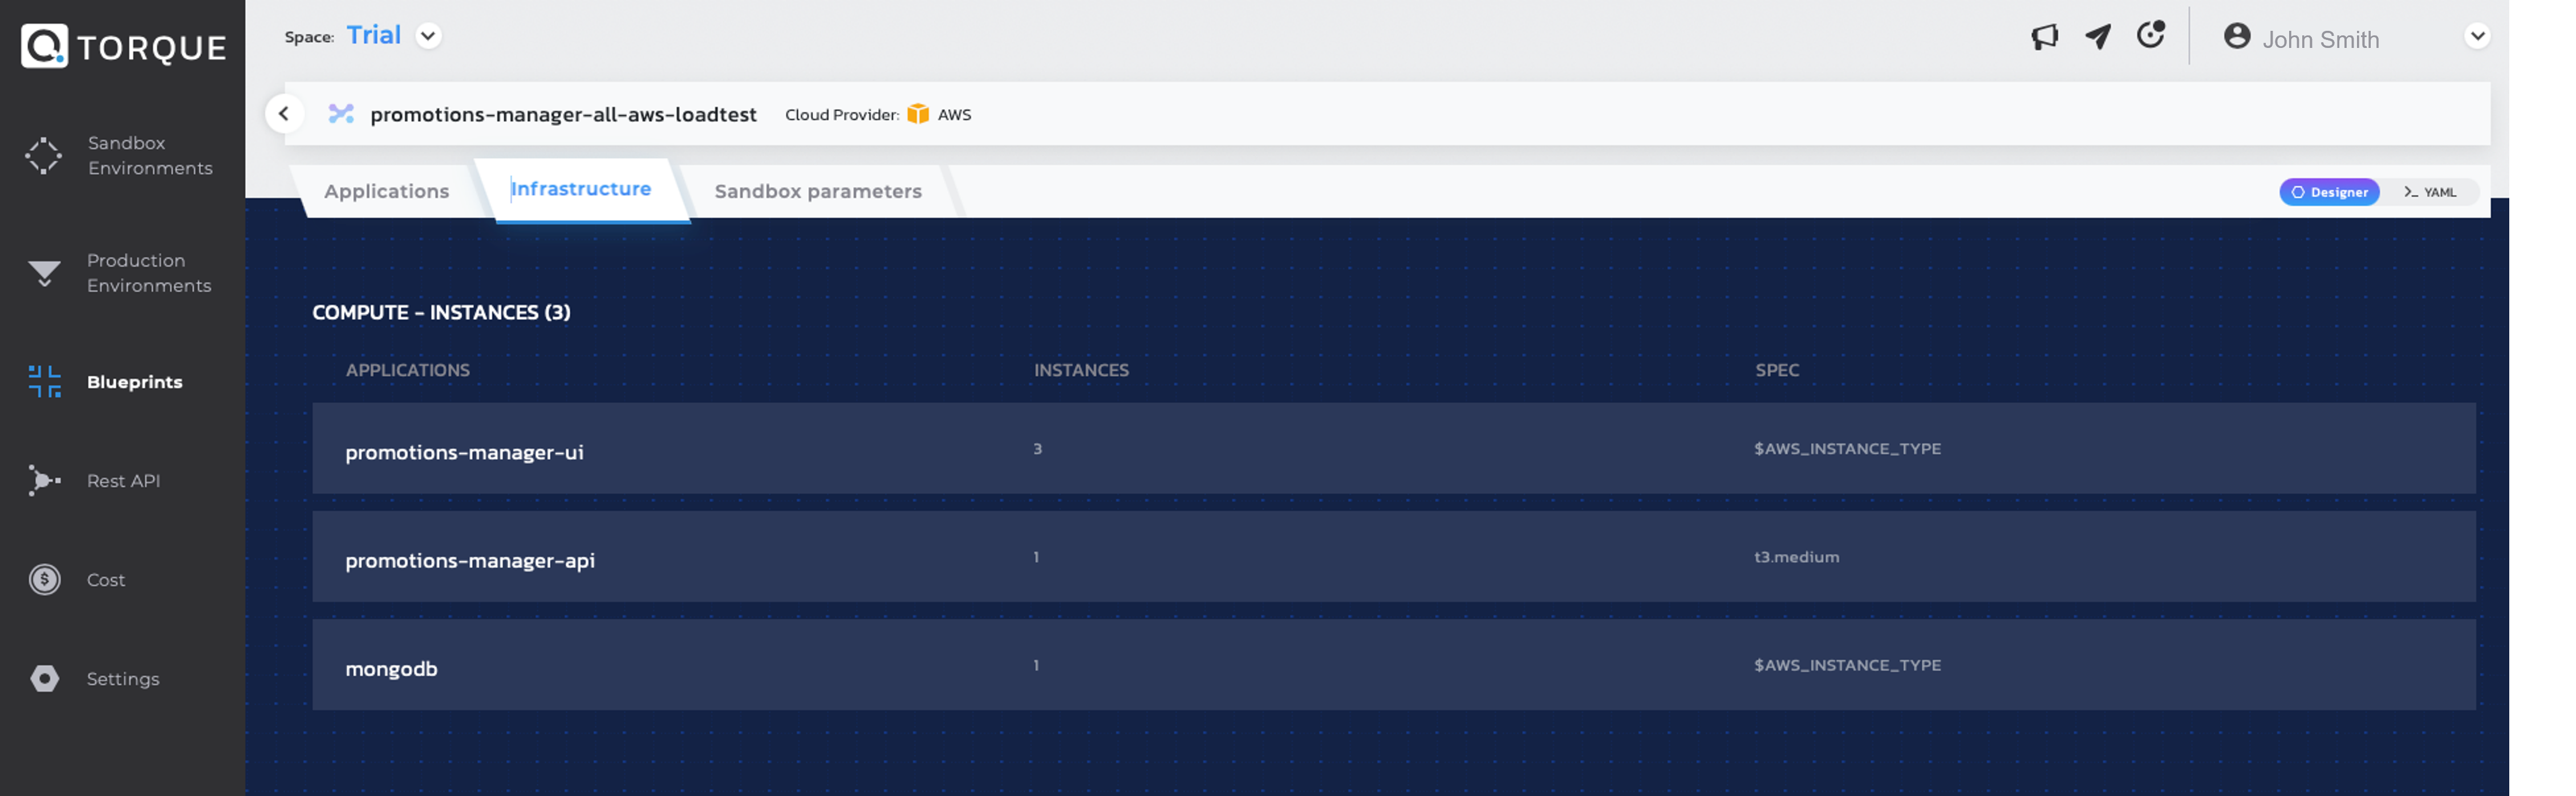 TORQUE
Space: Trial
John Smith
promotions-manager-all-aws-loadtest Cloud Provider: AWS
Applications Infrastructure Sandbox parameters
Designer >_ YAML
Sandbox
Environments
Production
Environments
Blueprints
Rest API
Cost
Settings
COMPUTE - INSTANCES (3)
APPLICATIONS INSTANCES SPEC
promotions-manager-ui 3 $AWS_INSTANCE_TYPE
promotions-manager-api 1 t3.medium
mongodb 1 $AWS_INSTANCE_TYPE